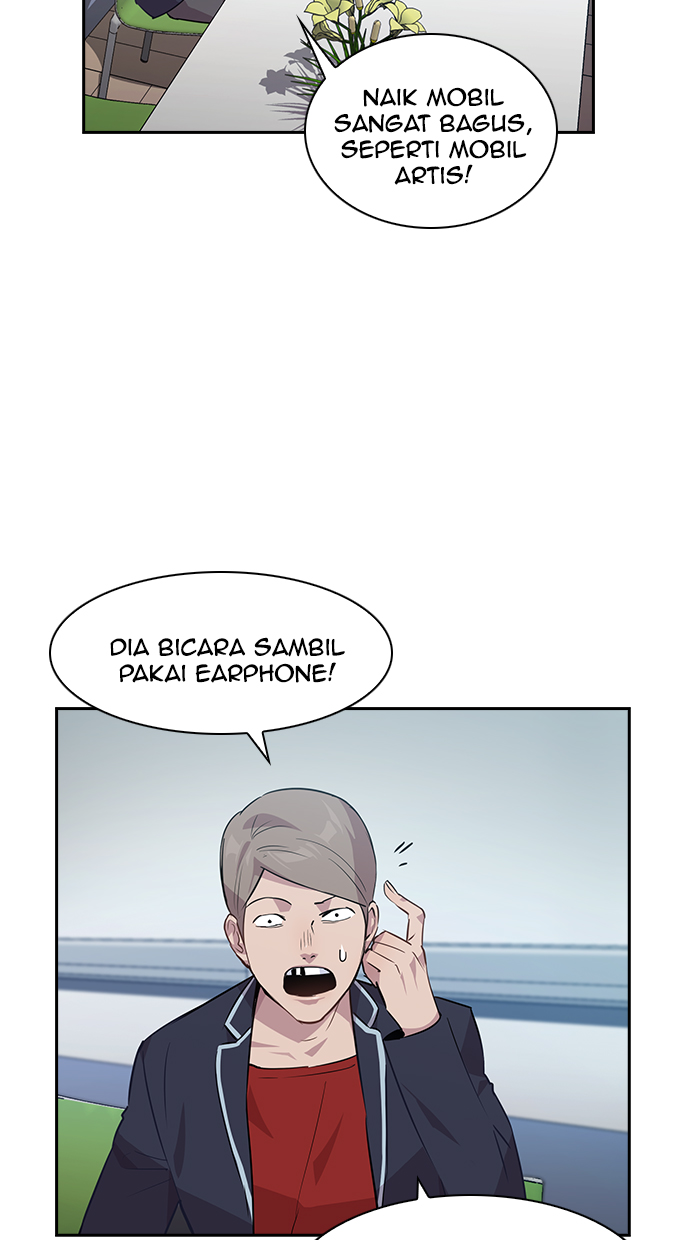 NAIK MOBIL
SANGAT BAGUS,
SEPERTI MOBIL
ARTIS!
DIA BICARA SAMBIL
PAKAI EARPHONE!